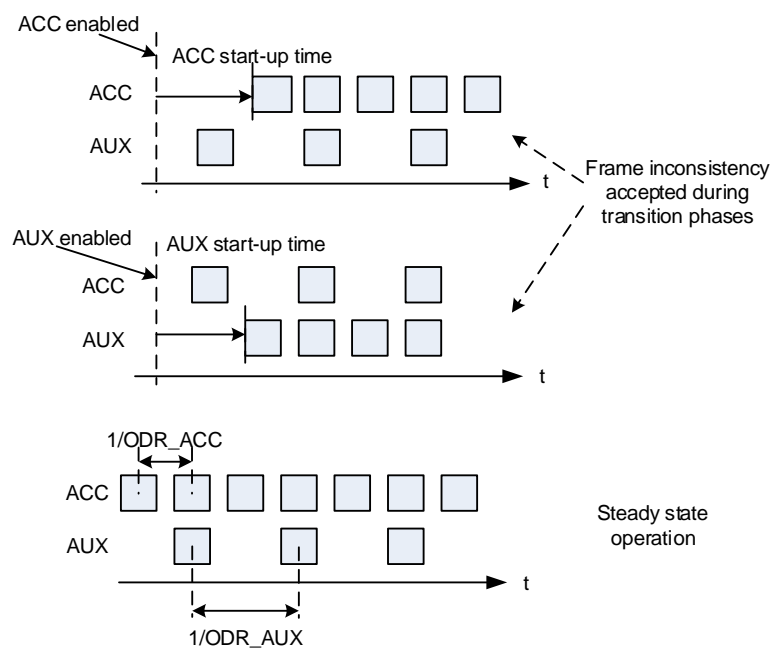 ACC enabled
ACC start-up time
ACC
AUX
t
Frame inconsistency
accepted during
transition phases
AUX enabled
AUX start-up time
ACC
AUX
t
1/ODR_ACC
ACC
AUX
Steady state
operation
t
1/ODR_AUX